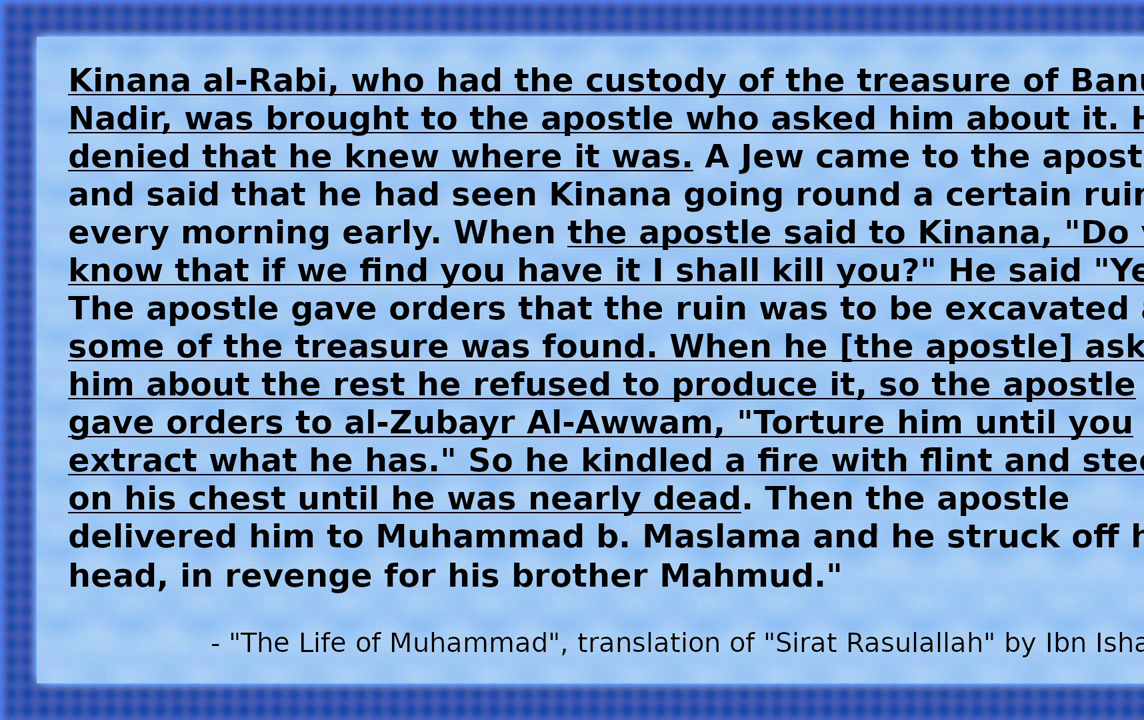 Kinana al-Rabi, who had the custody of the treasure of
Nadir, was brought to the apostle who asked him about it.
denied that he knew where it was. A Jew came to the
and said that he had seen Kinana going round a certain
every morning early. When the apostle said to Kinana, "Do
know that if we find you have it I shall kill you?" He said
The apostle gave orders that the ruin was to be excavated
some of the treasure was found. When he [the apostle]
him about the rest he refused to produce it, so the apostle
gave orders to al-Zubayr Al-Awwam, "Torture him until you
extract what he has." So he kindled a fire with flint and
on his chest until he was nearly dead. Then the apostle
delivered him to Muhammad b. Maslama and he struck off
head, in revenge for his brother Mahmud."
- "The Life of Muhammad", translation of "Sirat Rasulallah" by Ibn